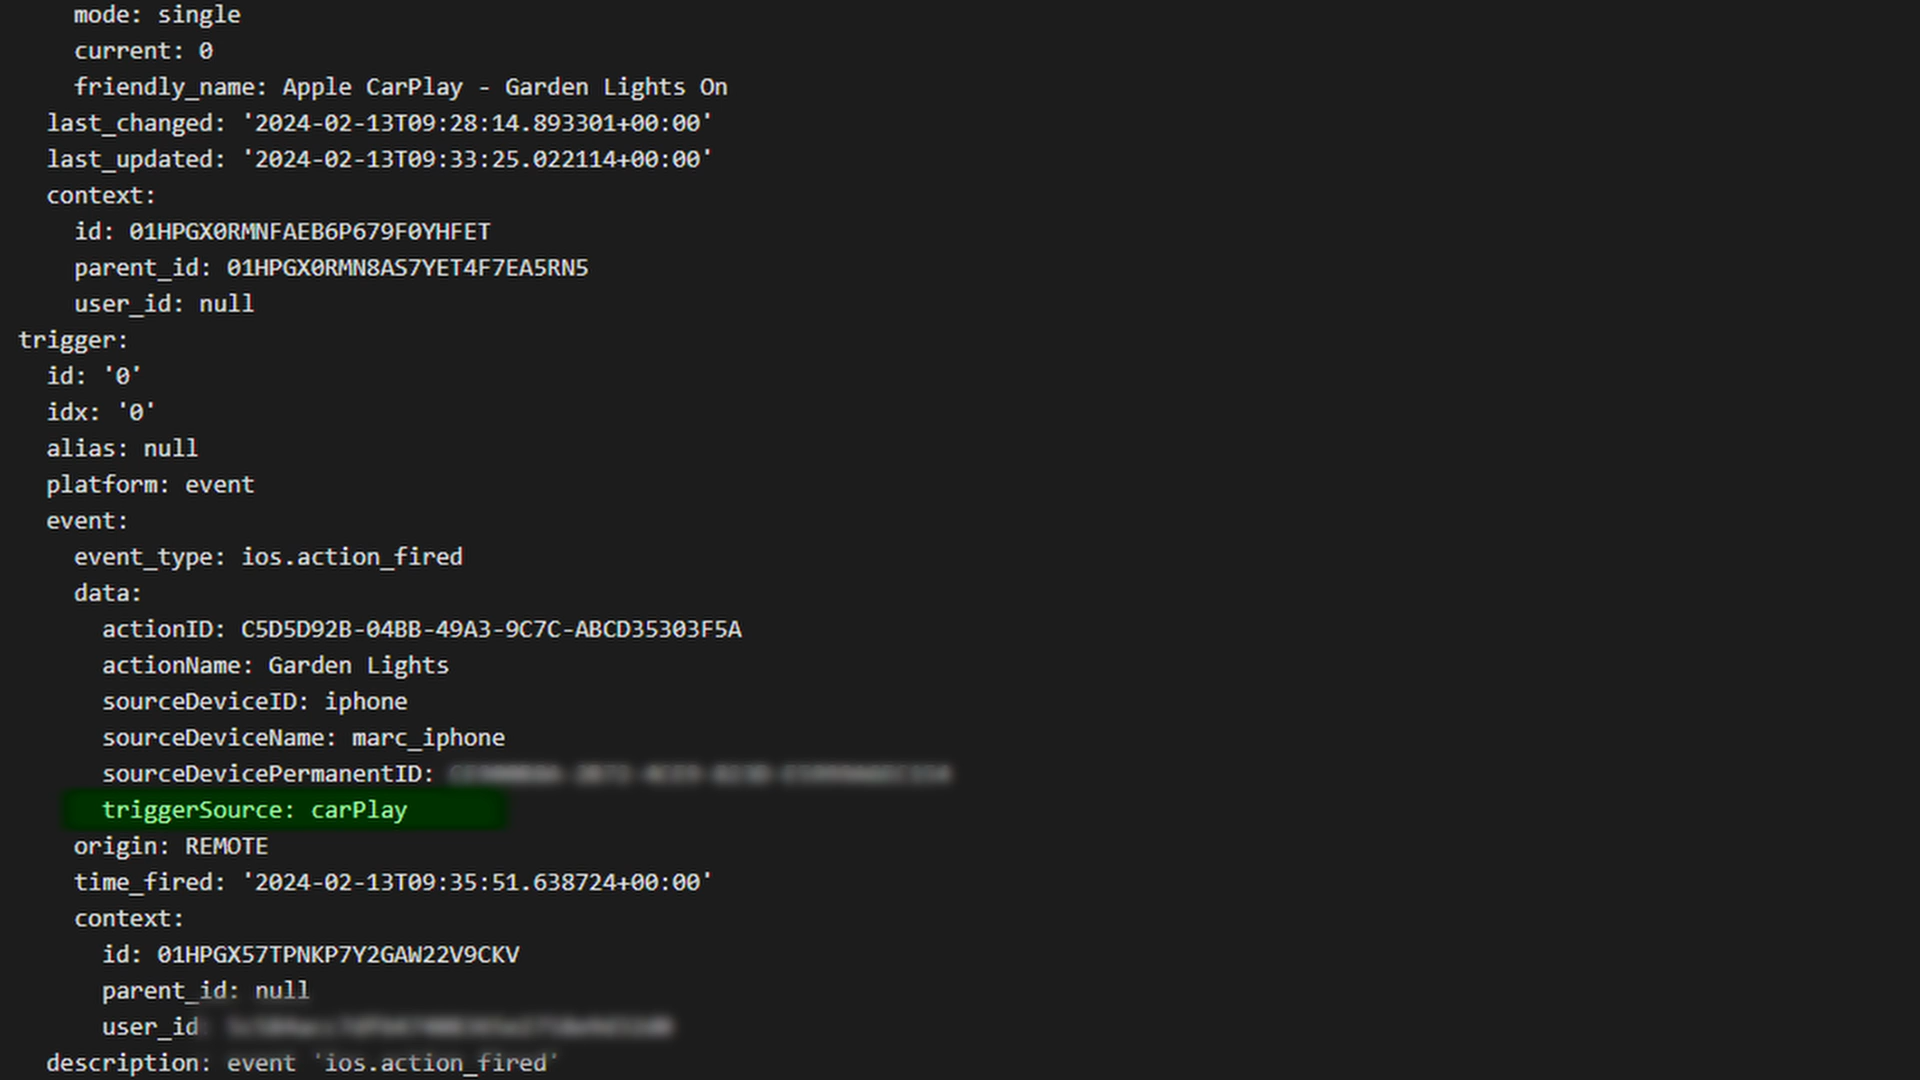 mode: single
current: 0
friendly_name: Apple CarPlay - Garden Lights On
last_changed: '2024-02-13T09:28:14.893301+00:00'
last_updated: '2024-02-13T09:33:25.022114+00:00'
context:
id: 01HPGX0RMNFAEB6P679F0YHFET
parent_id: 01HPGX0RMN8AS7YET4F7EA5RN5
user_id: null
trigger:
id: '0'
idx: '0'
alias: null
platform: event
event:
event_type: ios.action_fired
data:
actionID: C5D5D92B-04BB-49A3-9C7C-ABCD35303F5A
actionName: Garden Lights
sourceDeviceID: iphone
sourceDeviceName: marc_iphone
sourceDevicePermanentID:
triggerSource: carPlay
origin: REMOTE
time_fired: '2024-02-13T09:35:51.638724+00:00'
context:
id: 01HPGX57TPNKP7Y2GAW22V9CKV
parent_id: null
user_id:
description: event 'ios.action_fired'